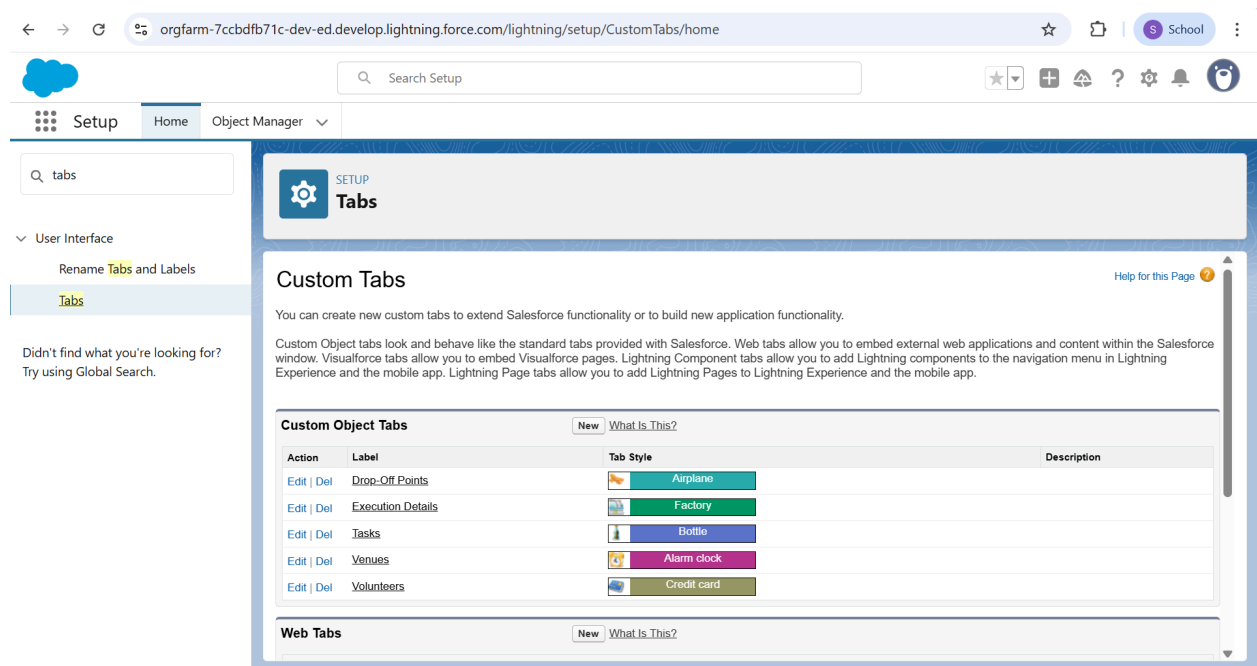 orgfarm-7ccbdfb71c-dev-ed.develop.lightning.force.com/lightning/setup/CustomTabs/home
S School
Search Setup
Setup Home Object Manager
tabs
User Interface
Rename Tabs and Labels
Tabs
Didn't find what you're looking for?
Try using Global Search.
SETUP
Tabs
Custom Tabs
Help for this Page ?
You can create new custom tabs to extend Salesforce functionality or to build new application functionality.
Custom Object tabs look and behave like the standard tabs provided with Salesforce. Web tabs allow you to embed external web applications and content within the Salesforce
window. Visualforce tabs allow you to embed Visualforce pages. Lightning Component tabs allow you to add Lightning components to the navigation menu in Lightning
Experience and the mobile app. Lightning Page tabs allow you to add Lightning Pages to Lightning Experience and the mobile app.
Custom Object Tabs New What Is This?
Action Label Tab Style Description
Edit | Del Drop-Off Points Airplane
Edit | Del Execution Details Factory
Edit | Del Tasks Bottle
Edit | Del Venues Alarm clock
Edit | Del Volunteers Credit card
Web Tabs New What Is This?